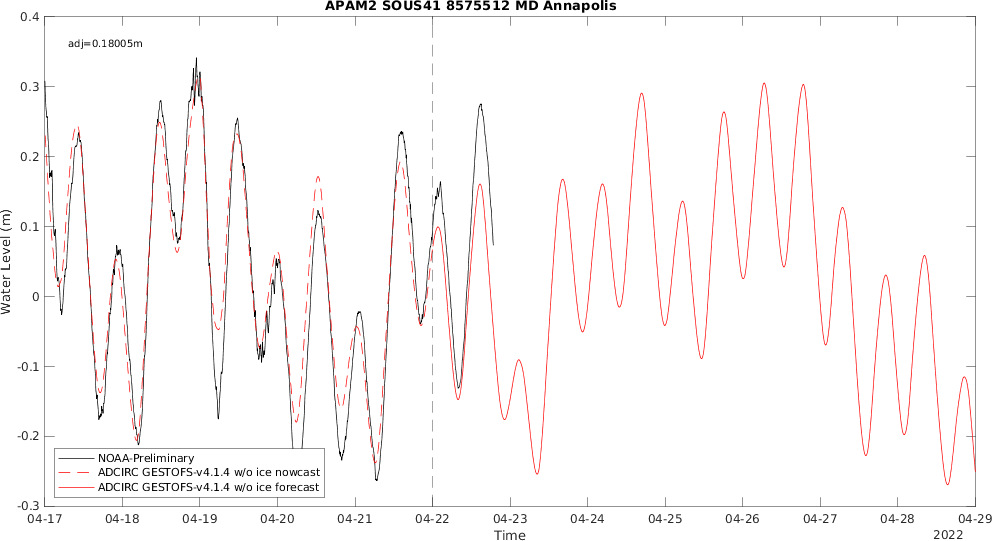 APAM2 SOUS41 8575512 MD Annapolis
adj=0.18005m
0.4
0.3
0.2
0.1
0
-0.1
-0.2
-0.3
Water Level (m)
NOAA-Preliminary
ADCIRC GESTOFS-v4.1.4 w/o ice nowcast
ADCIRC GESTOFS-v4.1.4 w/o ice forecast
04-17 04-18 04-19 04-20 04-21 04-22 04-23 04-24 04-25 04-26 04-27 04-28 04-29
Time
2022